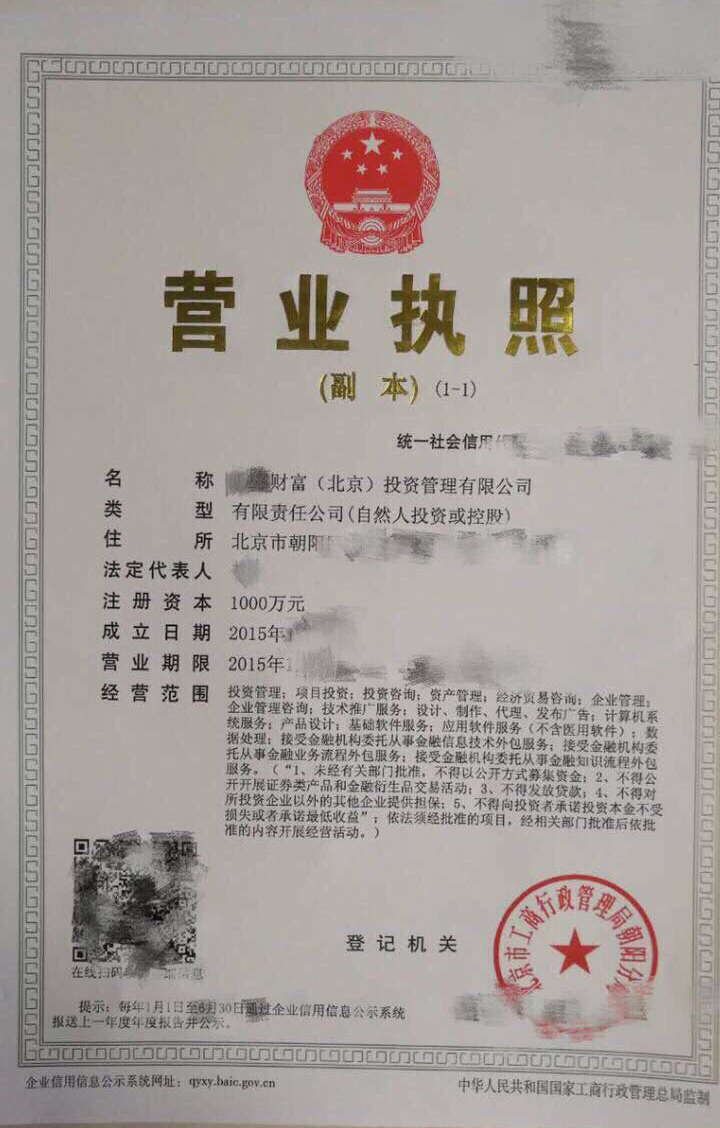 营业执照
(副 本) (1-1)
统一社会信用代
名 称 财富（北京）投资管理有限公司
类 型 有限责任公司(自然人投资或控股)
住 所 北京市朝阳
法定代表人
注册资本 1000万元
成立日期 2015年
营业期限 2015年
经营范围 投资管理；项目投资；投资咨询；资产管理；经济贸易咨询；企业管理；
企业管理咨询；技术推广服务；设计、制作、代理、发布广告；计算机系
统服务；产品设计；基础软件服务；应用软件服务（不含医用软件）；数
据处理；接受金融机构委托从事金融信息技术外包服务；接受金融机构委
托从事金融业务流程外包服务；接受金融机构委托从事金融知识流程外包
服务。（“1、未经有关部门批准，不得以公开方式募集资金；2、不得公
开开展证券类产品和金融衍生品交易活动；3、不得发放贷款；4、不得对
所投资企业以外的其他企业提供担保；5、不得向投资者承诺投资本金不受
损失或者承诺最低收益”；依法须经批准的项目，经相关部门批准后依批
准的内容开展经营活动。）
在线扫码 信息
登记机关
京市工商行政管理局朝阳分
提示：每年1月1日至6月30日通过企业信用信息公示系统
报送上一年度年度报告并公示。
企业信用信息公示系统网址：qyxy.baic.gov.cn
中华人民共和国国家工商行政管理总局监制